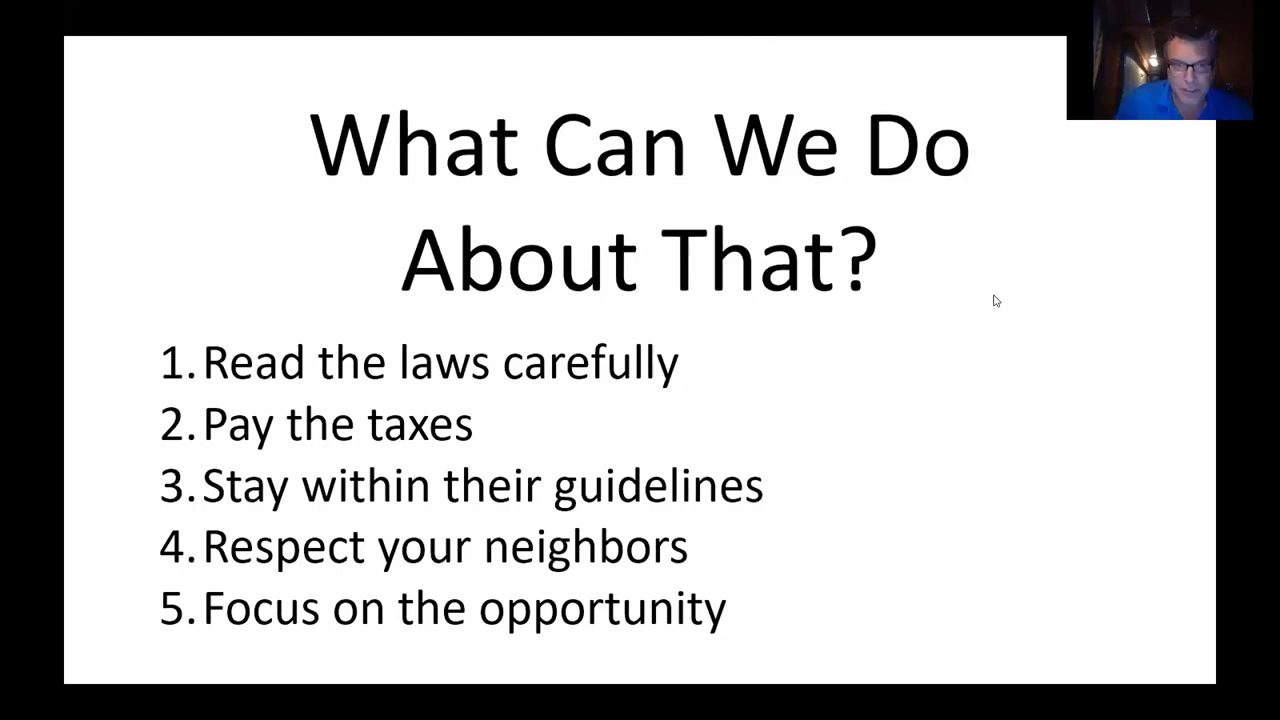 What Can We Do
About That?
1. Read the laws carefully
2. Pay the taxes
3. Stay within their guidelines
4. Respect your neighbors
5. Focus on the opportunity